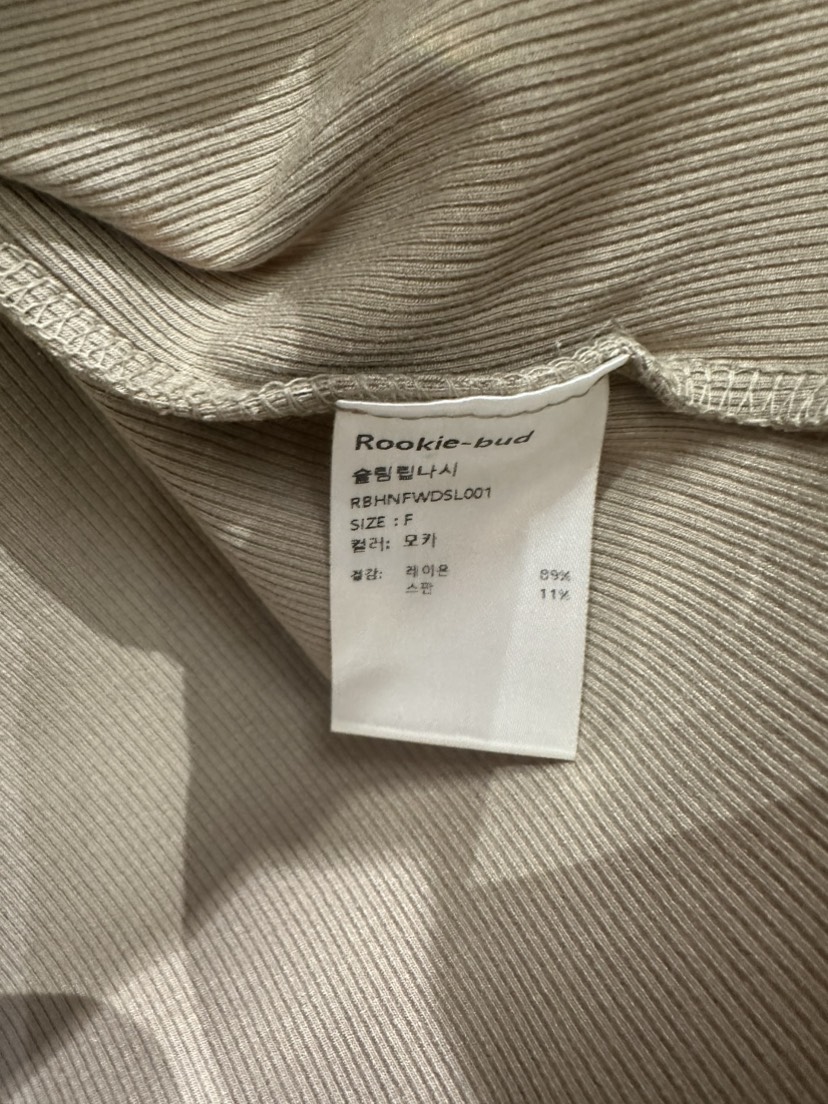 Rookie-bud
슬림립나시
RBHNFWDSL001
SIZE : F
컬러: 모카
겉감: 레이온 89%
스판 11%